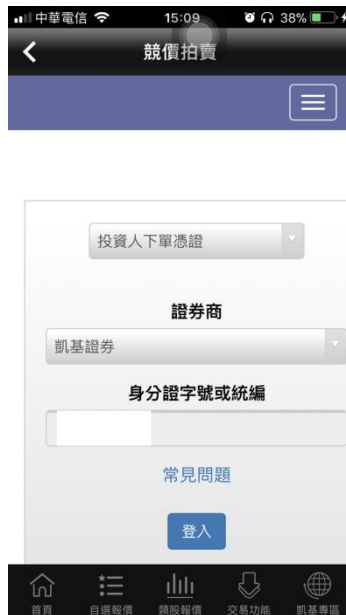 中華電信 15:09 38%
競價拍賣
投資人下單憑證
證券商
凱基證券
身分證字號或統編
常見問題
登入
首頁 自選報價 類股報價 交易功能 凱基專區